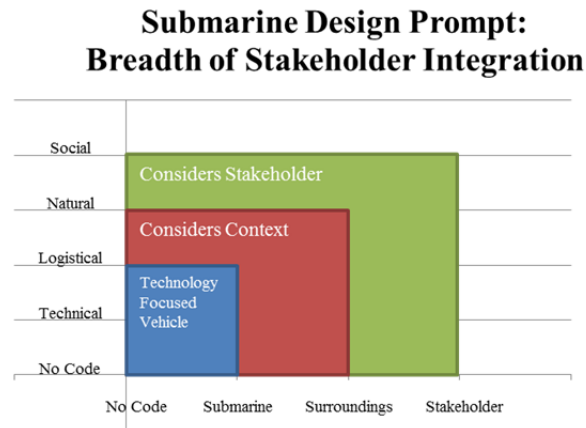 Submarine Design Prompt:
Breadth of Stakeholder Integration
Social
Considers Stakeholder
Natural
Considers Context
Logistical
Technology
Focused
Vehicle
Technical
No Code
No Code Submarine Surroundings Stakeholder